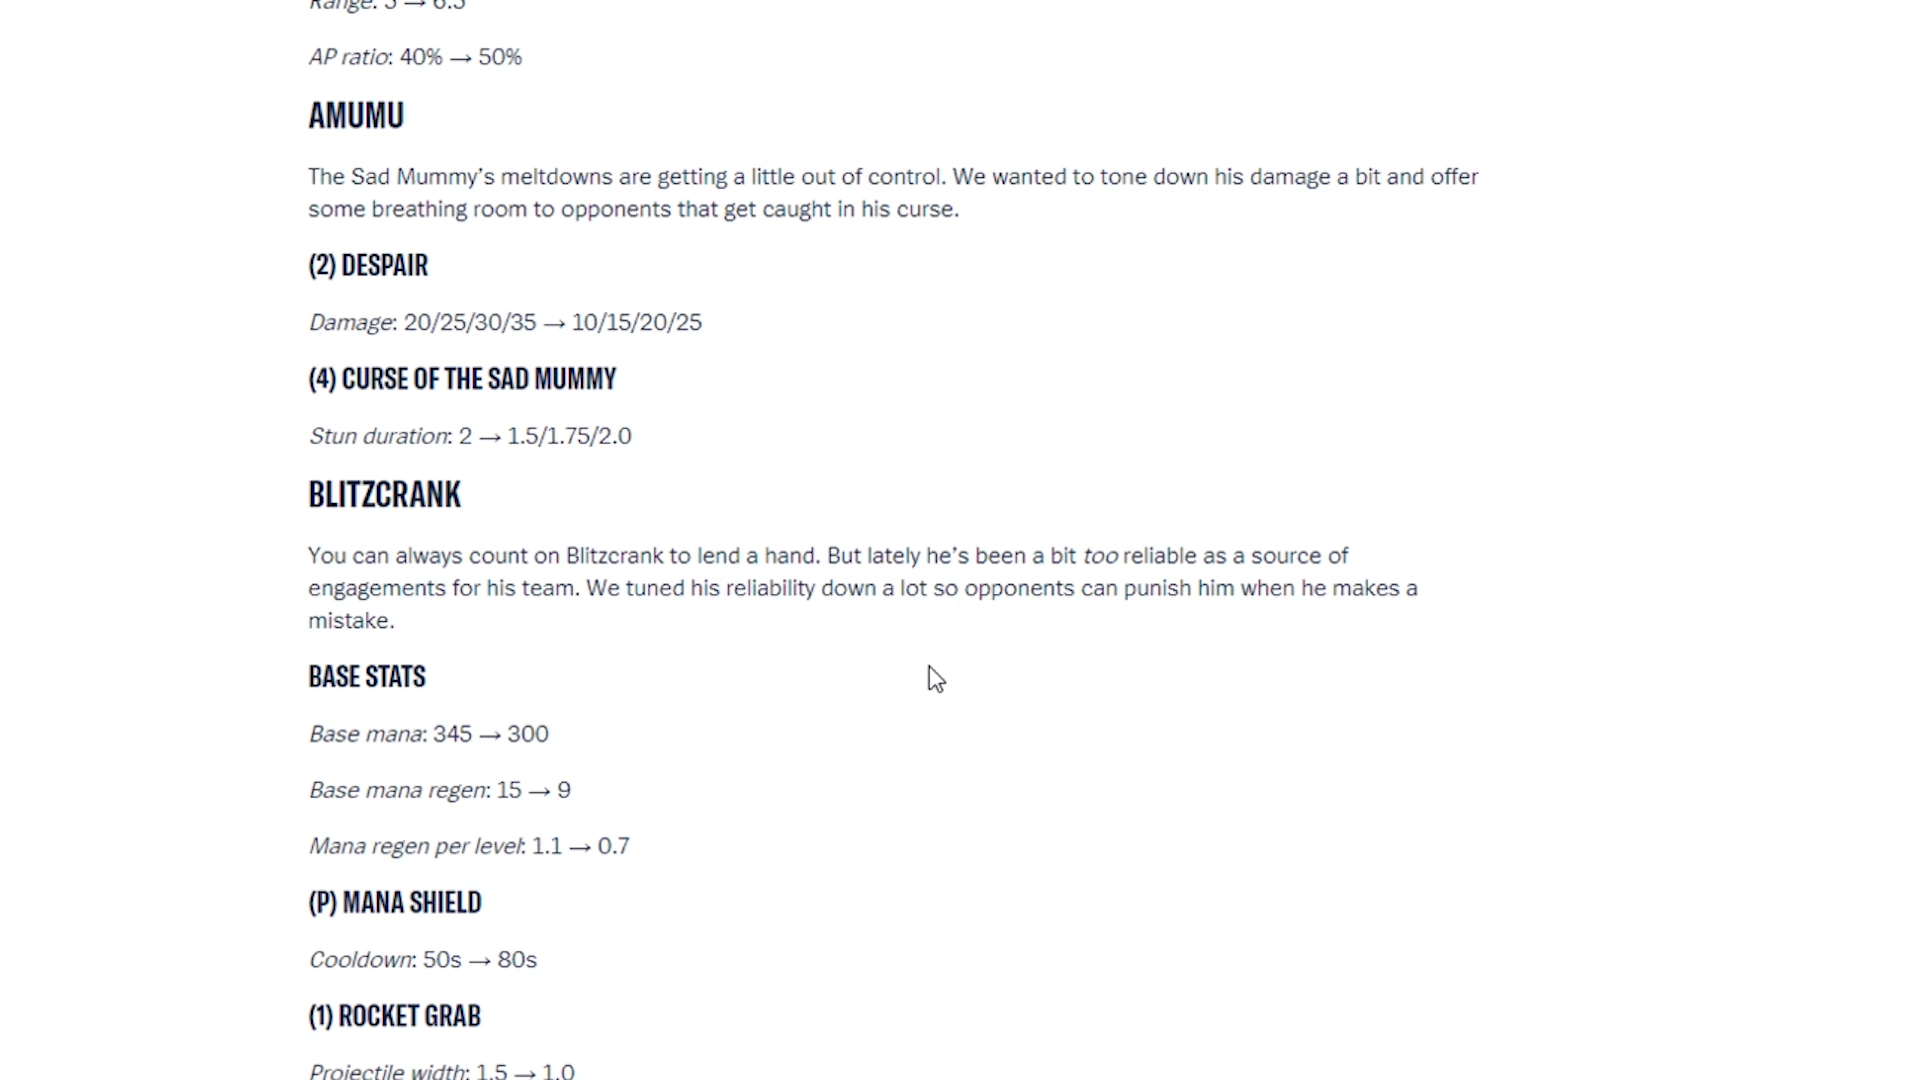 Range: 5 → 6.5
AP ratio: 40% → 50%
AMUMU
The Sad Mummy’s meltdowns are getting a little out of control. We wanted to tone down his damage a bit and offer
some breathing room to opponents that get caught in his curse.
(2) DESPAIR
Damage: 20/25/30/35 → 10/15/20/25
(4) CURSE OF THE SAD MUMMY
Stun duration: 2 → 1.5/1.75/2.0
BLITZCRANK
You can always count on Blitzcrank to lend a hand. But lately he’s been a bit too reliable as a source of
engagements for his team. We tuned his reliability down a lot so opponents can punish him when he makes a
mistake.
BASE STATS
Base mana: 345 → 300
Base mana regen: 15 → 9
Mana regen per level: 1.1 → 0.7
(P) MANA SHIELD
Cooldown: 50s → 80s
(1) ROCKET GRAB
Projectile width: 1.5 → 1.0